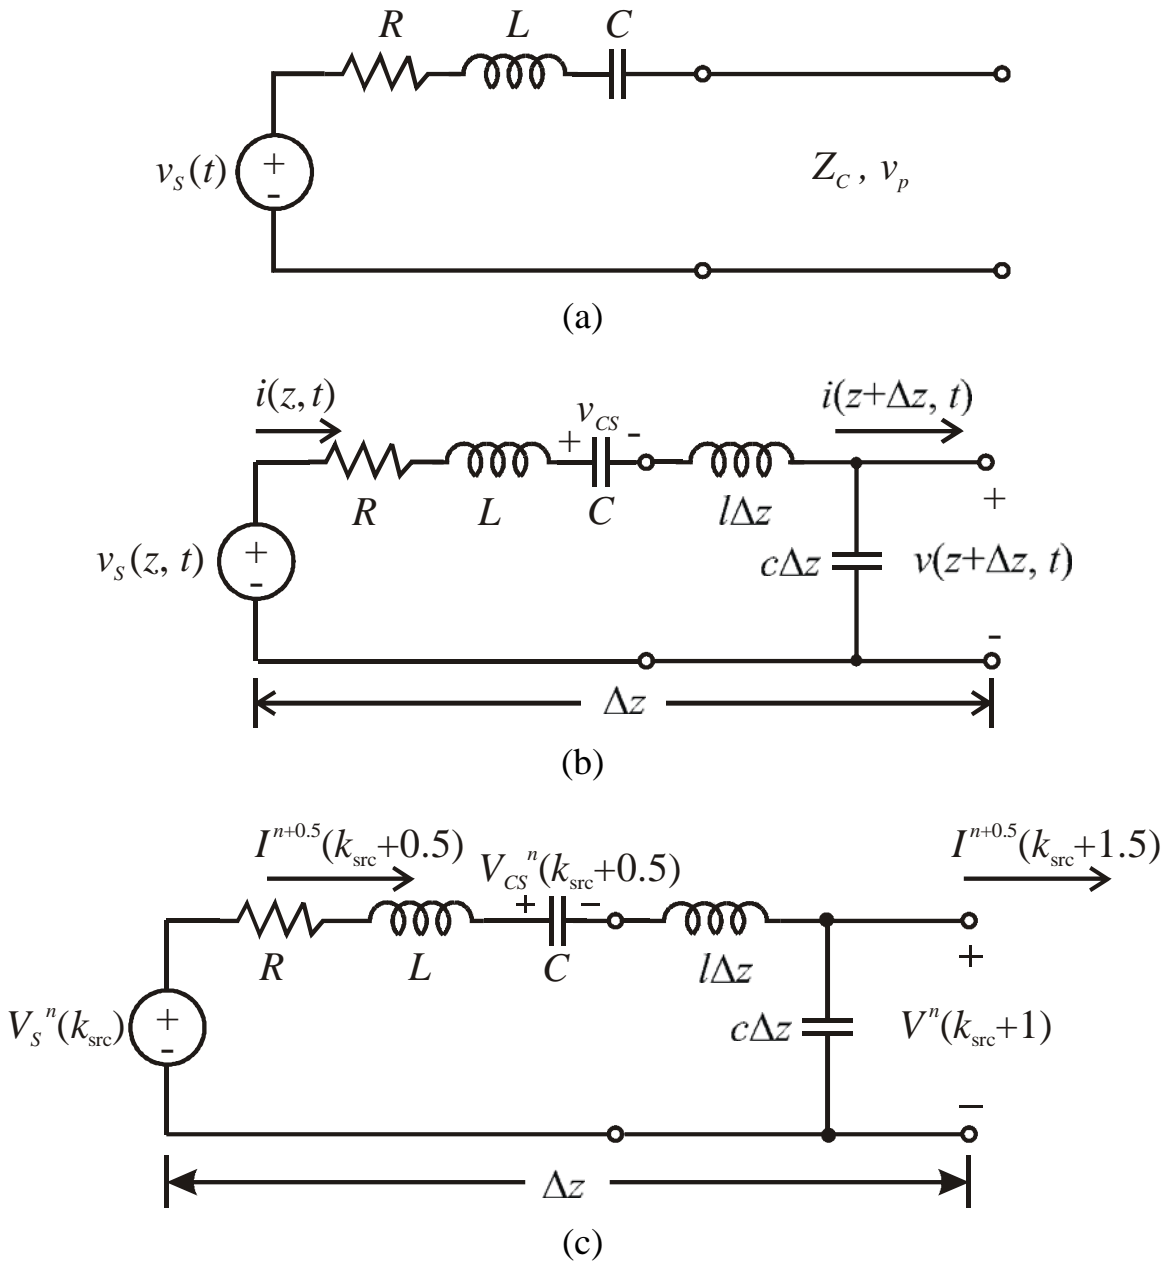 R L C
+
v_S(t)
-
Z_C , v_p
(a)
i(z, t) i(z+Δz, t)
+ v_CS -
R L C lΔz +
v_S(z, t) + cΔz v(z+Δz, t)
- -
Δz
(b)
I^{n+0.5}(k_src+0.5) V_CS^n(k_src+0.5) I^{n+0.5}(k_src+1.5)
+ −
R L C lΔz +
V_S^n(k_src) + cΔz V^n(k_src+1)
- −
Δz
(c)